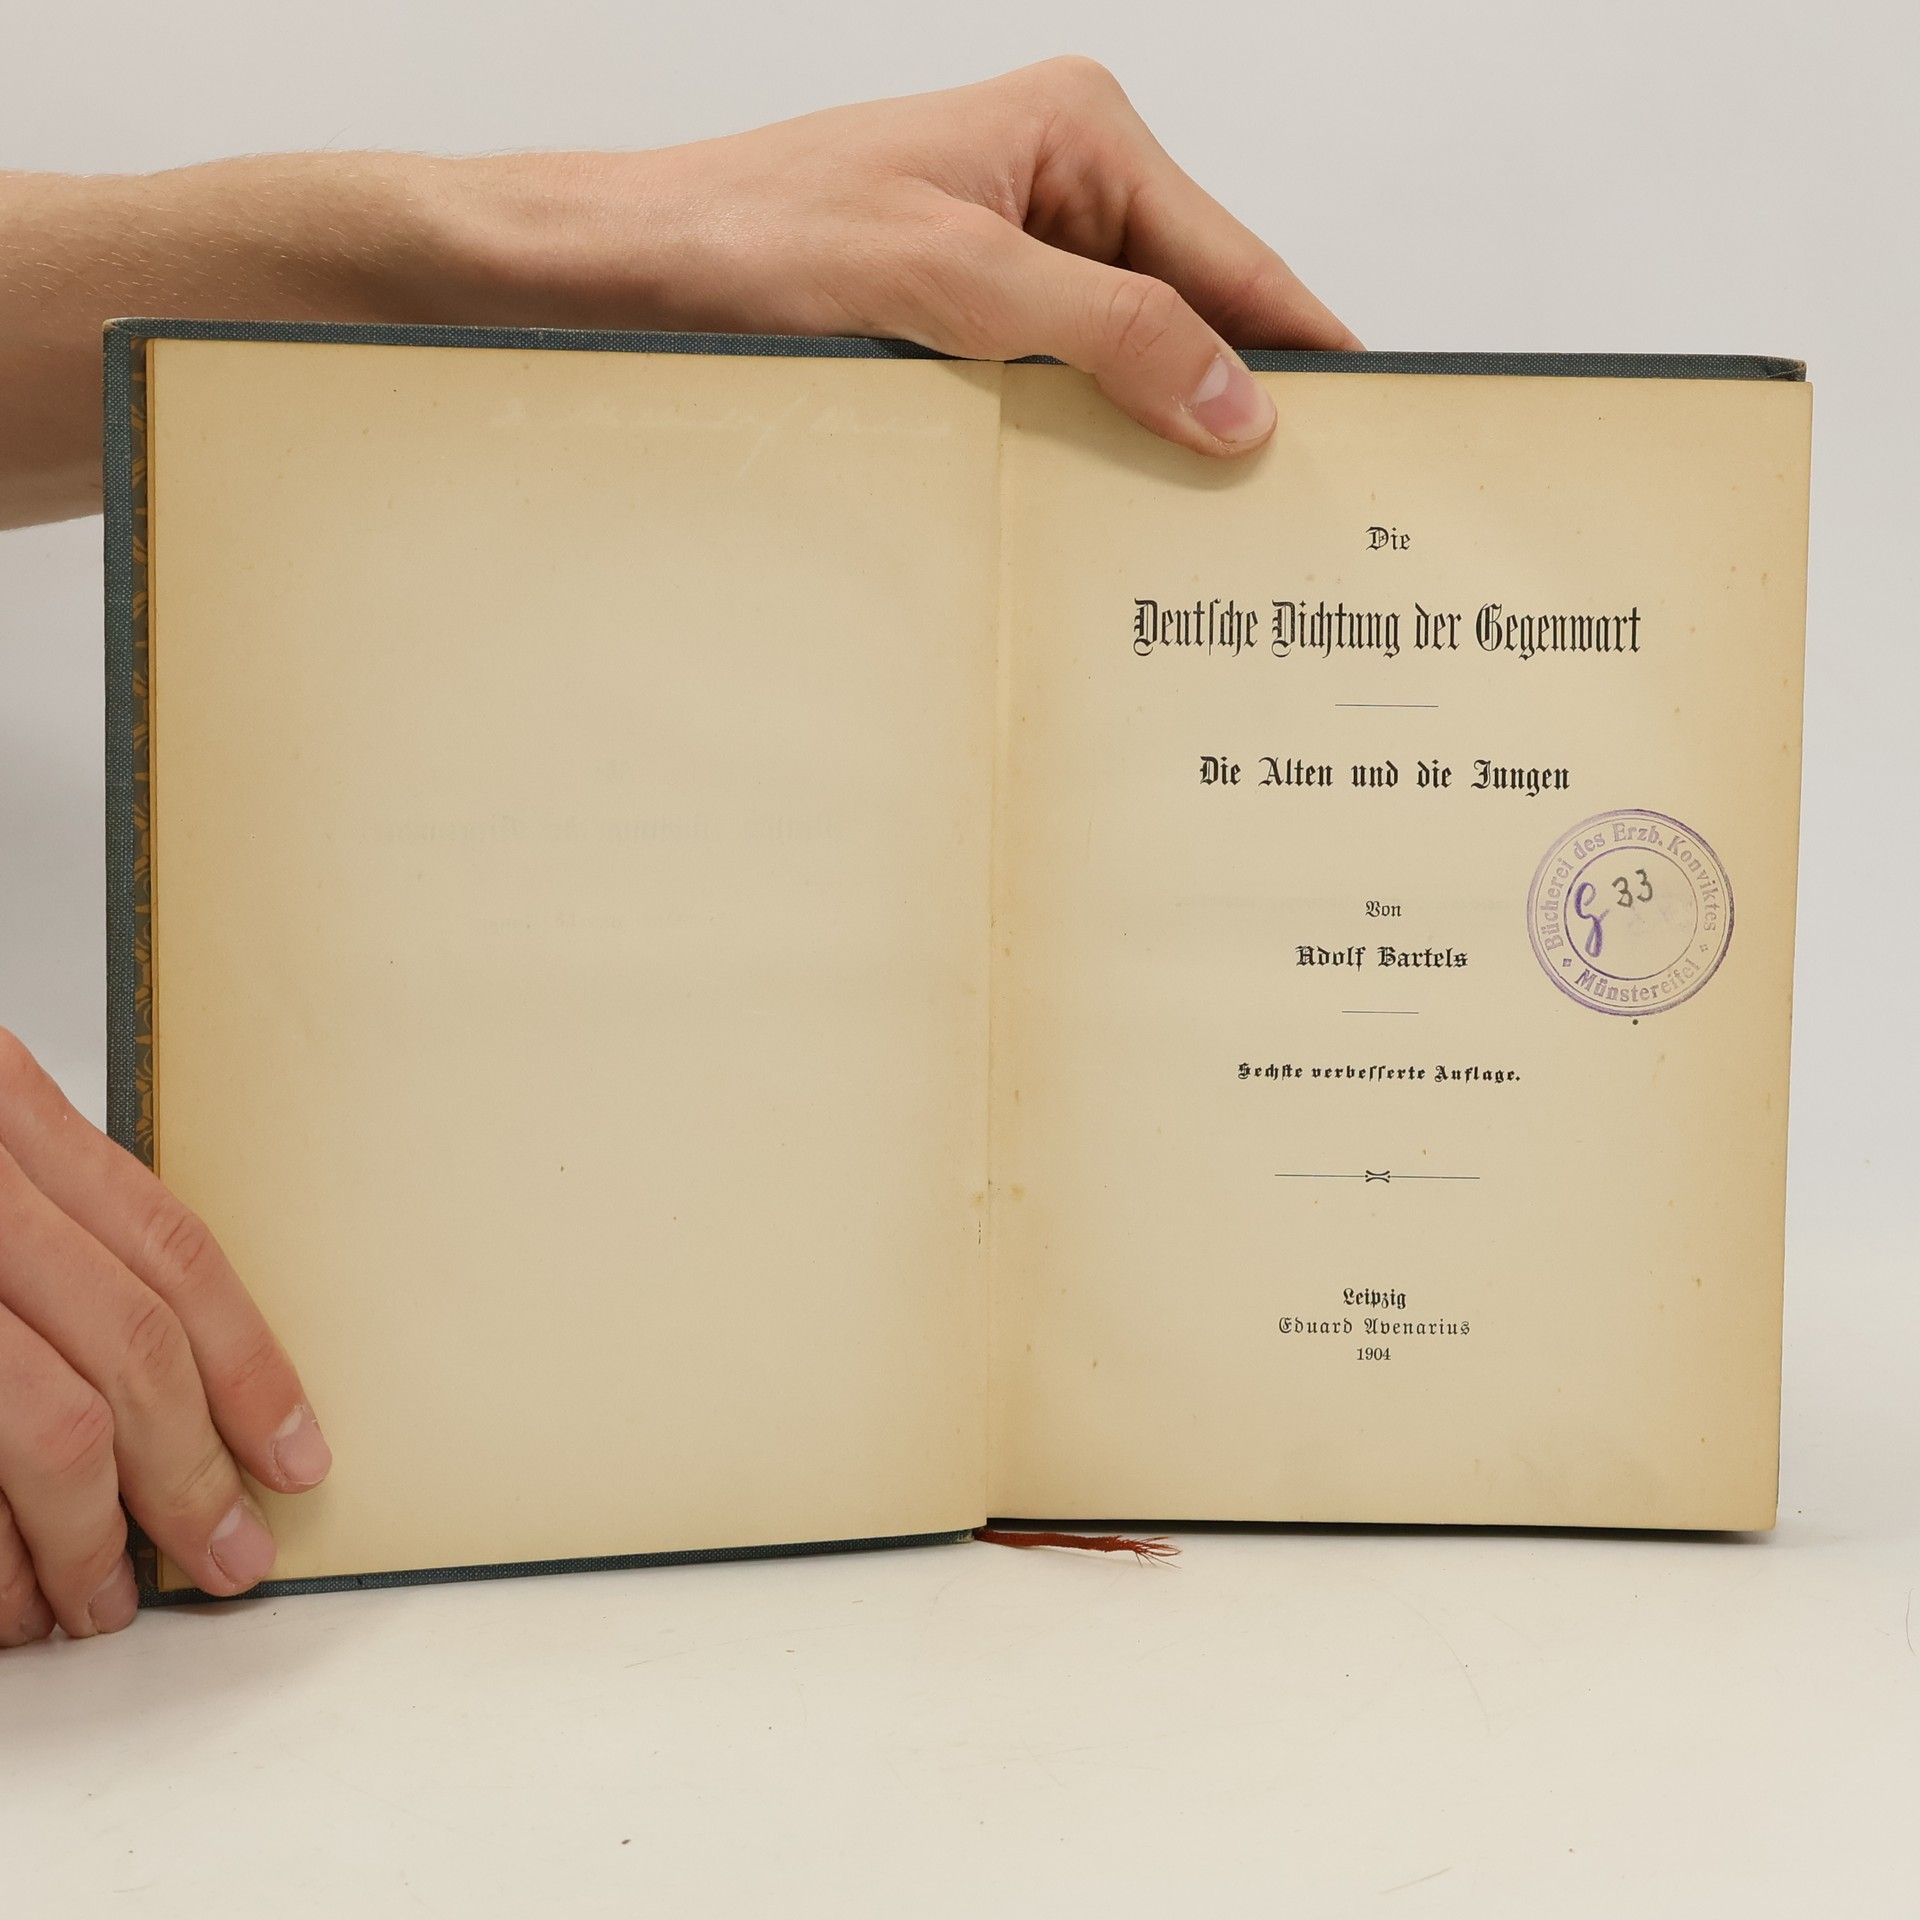 Die
Deutſche Dichtung der Gegenwart
Die Alten und die Jungen
Von
Adolf Bartels
Bücherei des Erzb. Konviktes
Münstereifel
33
Sechſte verbeſſerte Auflage.
Leipzig
Eduard Avenarius
1904